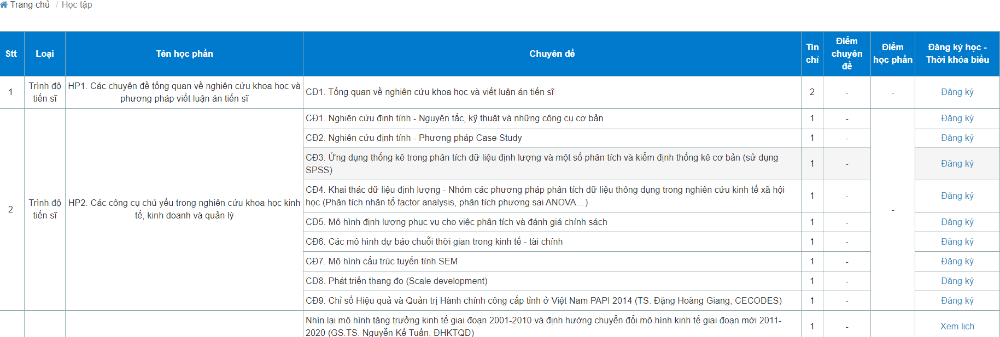 Trang chủ / Học tập
Stt
Loại
Tên học phần
Chuyên đề
Tín
chỉ
Điểm
chuyên
đề
Điểm
học phần
Đăng ký học -
Thời khóa biểu
1
Trình độ
tiến sĩ
HP1. Các chuyên đề tổng quan về nghiên cứu khoa học và
phương pháp viết luận án tiến sĩ
CĐ1. Tổng quan về nghiên cứu khoa học và viết luận án tiến sĩ
2
-
-
Đăng ký
2
Trình độ
tiến sĩ
HP2. Các công cụ chủ yếu trong nghiên cứu khoa học kinh
tế, kinh doanh và quản lý
CĐ1. Nghiên cứu định tính - Nguyên tắc, kỹ thuật và những công cụ cơ bản
1
-
-
Đăng ký
CĐ2. Nghiên cứu định tính - Phương pháp Case Study
1
-
Đăng ký
CĐ3. Ứng dụng thống kê trong phân tích dữ liệu định lượng và một số phân tích và kiểm định thống kê cơ bản (sử dụng
SPSS)
1
-
Đăng ký
CĐ4. Khai thác dữ liệu định lượng - Nhóm các phương pháp phân tích dữ liệu thông dụng trong nghiên cứu kinh tế xã hội
học (Phân tích nhân tố factor analysis, phân tích phương sai ANOVA…)
1
-
Đăng ký
CĐ5. Mô hình định lượng phục vụ cho việc phân tích và đánh giá chính sách
1
-
Đăng ký
CĐ6. Các mô hình dự báo chuỗi thời gian trong kinh tế - tài chính
1
-
Đăng ký
CĐ7. Mô hình cấu trúc tuyến tính SEM
1
-
Đăng ký
CĐ8. Phát triển thang đo (Scale development)
1
-
Đăng ký
CĐ9. Chỉ số Hiệu quả và Quản trị Hành chính công cấp tỉnh ở Việt Nam PAPI 2014 (TS. Đặng Hoàng Giang, CECODES)
1
-
Đăng ký
Nhìn lại mô hình tăng trưởng kinh tế giai đoạn 2001-2010 và định hướng chuyển đổi mô hình kinh tế giai đoạn mới 2011-
2020 (GS.TS. Nguyễn Kế Tuấn, ĐHKTQD)
1
-
Xem lịch